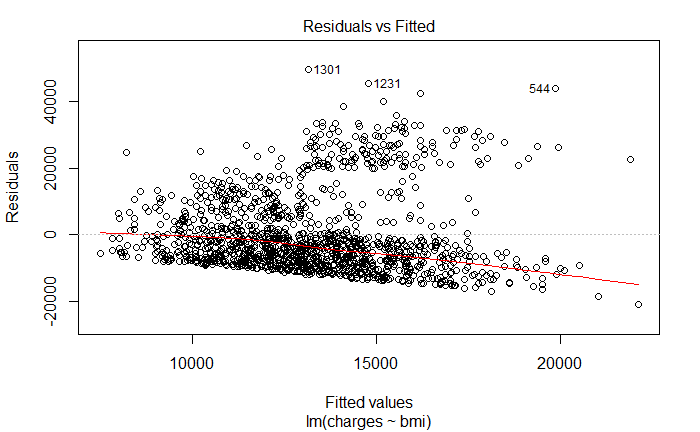 Residuals vs Fitted
1301
1231
544
Residuals
40000
20000
0
-20000
10000
15000
20000
Fitted values
lm(charges ~ bmi)